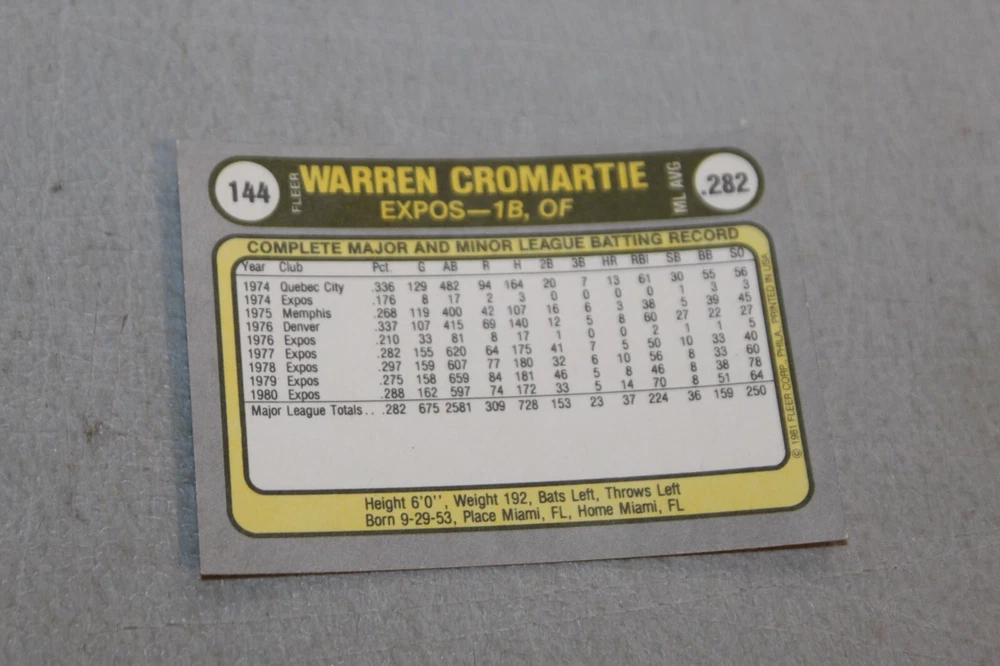 144 FLEER WARREN CROMARTIE ML AVG .282
EXPOS—1B, OF
COMPLETE MAJOR AND MINOR LEAGUE BATTING RECORD
Year Club Pct. G AB R H 2B 3B HR RBI SB BB SO
1974 Quebec City .336 129 482 94 164 20 7 13 61 30 55 56
1974 Expos .176 8 17 2 3 0 0 0 0 1 3 3
1975 Memphis .268 119 400 42 107 16 6 3 38 5 39 45
1976 Denver .337 107 415 69 140 12 5 8 60 27 22 27
1976 Expos .210 33 81 8 17 1 0 0 2 1 1 5
1977 Expos .282 155 620 64 175 41 7 5 50 10 33 40
1978 Expos .297 159 607 77 180 32 6 10 56 8 33 60
1979 Expos .275 158 659 84 181 46 5 8 46 8 38 78
1980 Expos .288 162 597 74 172 33 5 14 70 8 51 64
Major League Totals . . .282 675 2581 309 728 153 23 37 224 36 159 250
Height 6'0'', Weight 192, Bats Left, Throws Left
Born 9-29-53, Place Miami, FL, Home Miami, FL
© 1981 FLEER CORP., PHILA. PRINTED IN USA